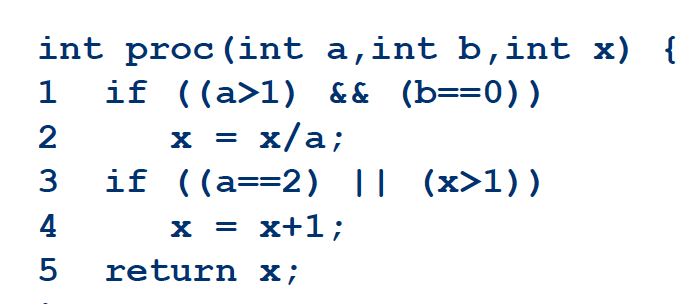 int proc(int a,int b,int x) {
1 if ((a>1) && (b==0))
2 x = x/a;
3 if ((a==2) || (x>1))
4 x = x+1;
5 return x;